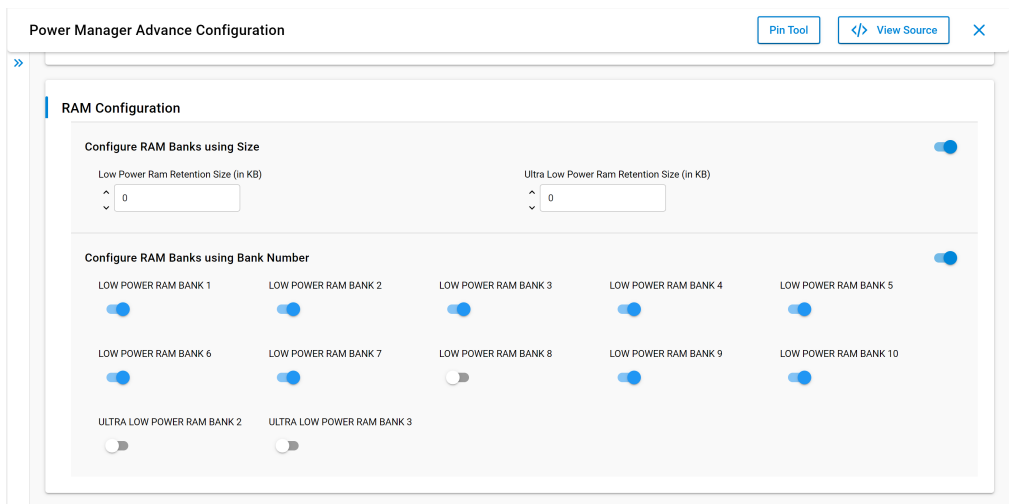 Power Manager Advance Configuration
Pin Tool
</> View Source
RAM Configuration
Configure RAM Banks using Size
Low Power Ram Retention Size (in KB)
Ultra Low Power Ram Retention Size (in KB)
0
0
Configure RAM Banks using Bank Number
LOW POWER RAM BANK 1
LOW POWER RAM BANK 2
LOW POWER RAM BANK 3
LOW POWER RAM BANK 4
LOW POWER RAM BANK 5
LOW POWER RAM BANK 6
LOW POWER RAM BANK 7
LOW POWER RAM BANK 8
LOW POWER RAM BANK 9
LOW POWER RAM BANK 10
ULTRA LOW POWER RAM BANK 2
ULTRA LOW POWER RAM BANK 3